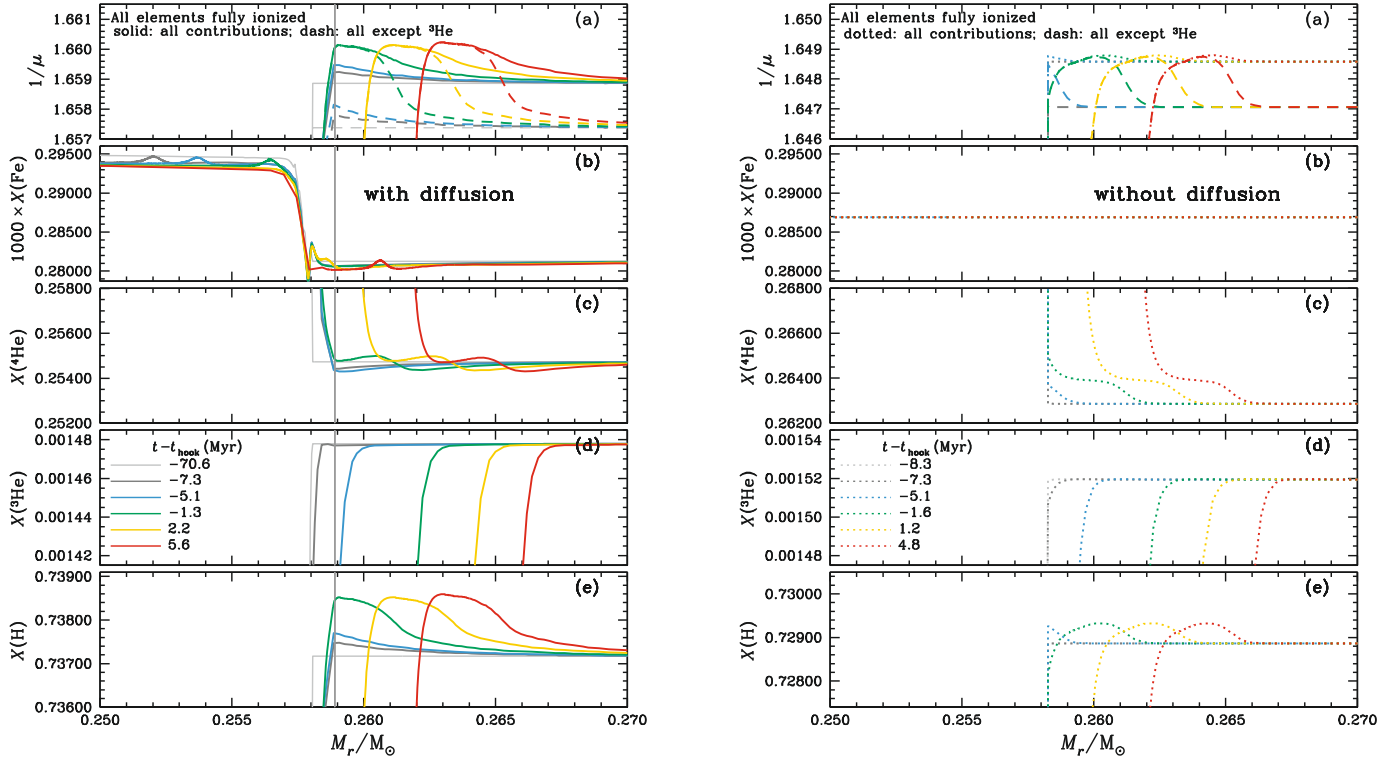 All elements fully ionized
solid: all contributions; dash: all except ³He
(a)
1/μ
1.661
1.660
1.659
1.658
1.657
(b)
with diffusion
1000 × X(Fe)
0.29500
0.29000
0.28500
0.28000
(c)
X(⁴He)
0.25800
0.25600
0.25400
0.25200
(d)
t−t_hook (Myr)
−70.6
−7.3
−5.1
−1.3
2.2
5.6
X(³He)
0.00148
0.00146
0.00144
0.00142
(e)
X(H)
0.73900
0.73800
0.73700
0.73600
0.250
0.255
0.260
0.265
0.270
M_r/M⊙
All elements fully ionized
dotted: all contributions; dash: all except ³He
(a)
1/μ
1.650
1.649
1.648
1.647
1.646
(b)
without diffusion
1000 × X(Fe)
0.29500
0.29000
0.28500
0.28000
(c)
X(⁴He)
0.26800
0.26600
0.26400
0.26200
(d)
t−t_hook (Myr)
−8.3
−7.3
−5.1
−1.6
1.2
4.8
X(³He)
0.00154
0.00152
0.00150
0.00148
(e)
X(H)
0.73000
0.72900
0.72800
0.250
0.255
0.260
0.265
0.270
M_r/M⊙